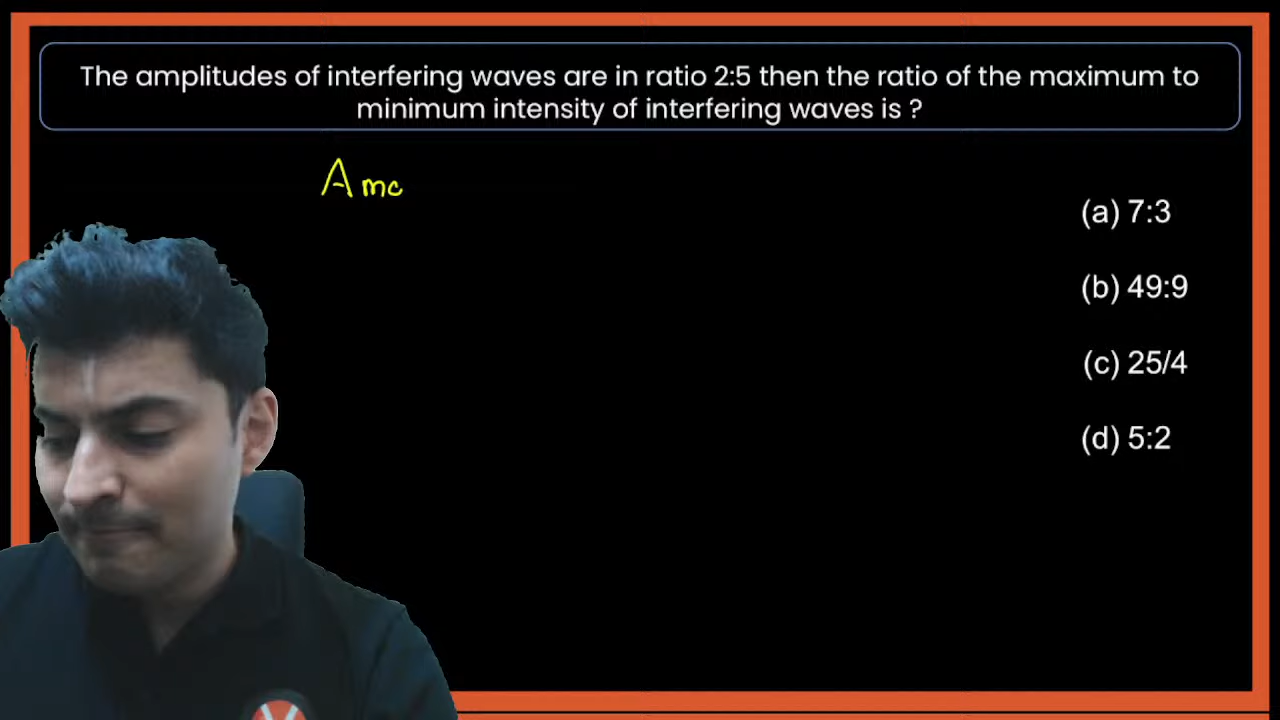 The amplitudes of interfering waves are in ratio 2:5 then the ratio of the maximum to
minimum intensity of interfering waves is ?
A mc
(a) 7:3
(b) 49:9
(c) 25/4
(d) 5:2